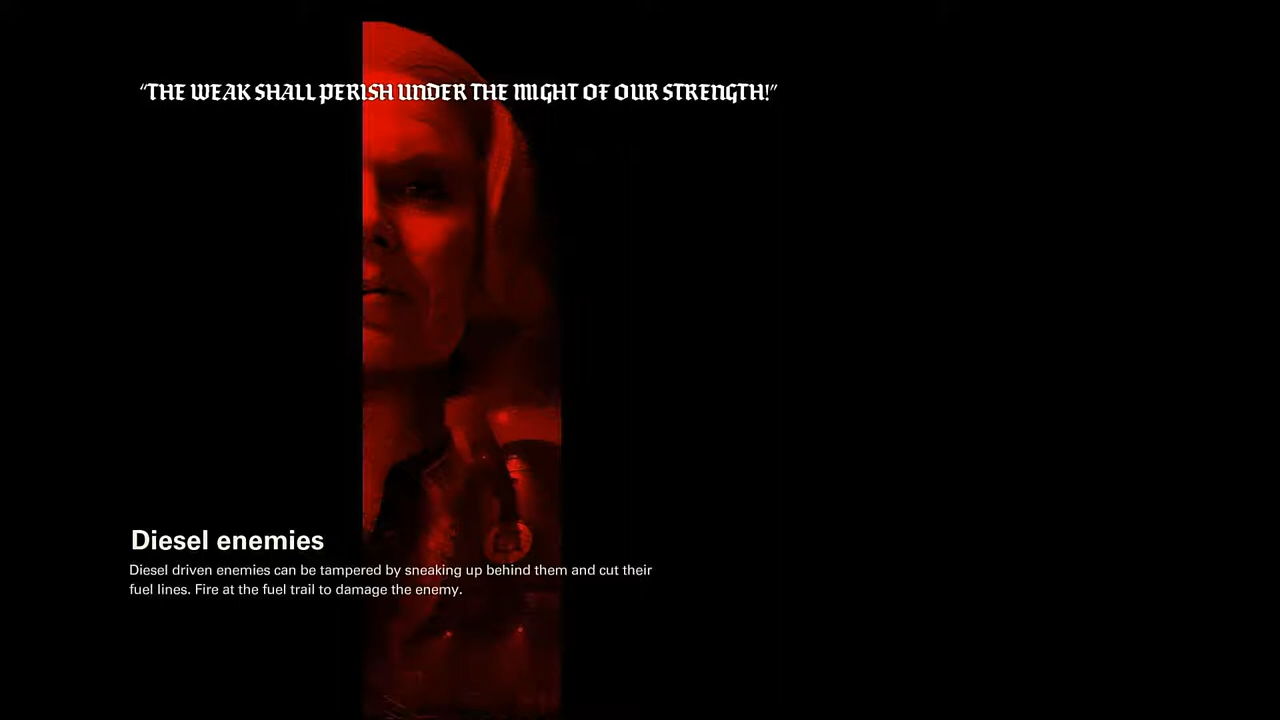 “THE WEAK SHALL PERISH UNDER THE MIGHT OF OUR STRENGTH!”
Diesel enemies
Diesel driven enemies can be tampered by sneaking up behind them and cut their
fuel lines. Fire at the fuel trail to damage the enemy.